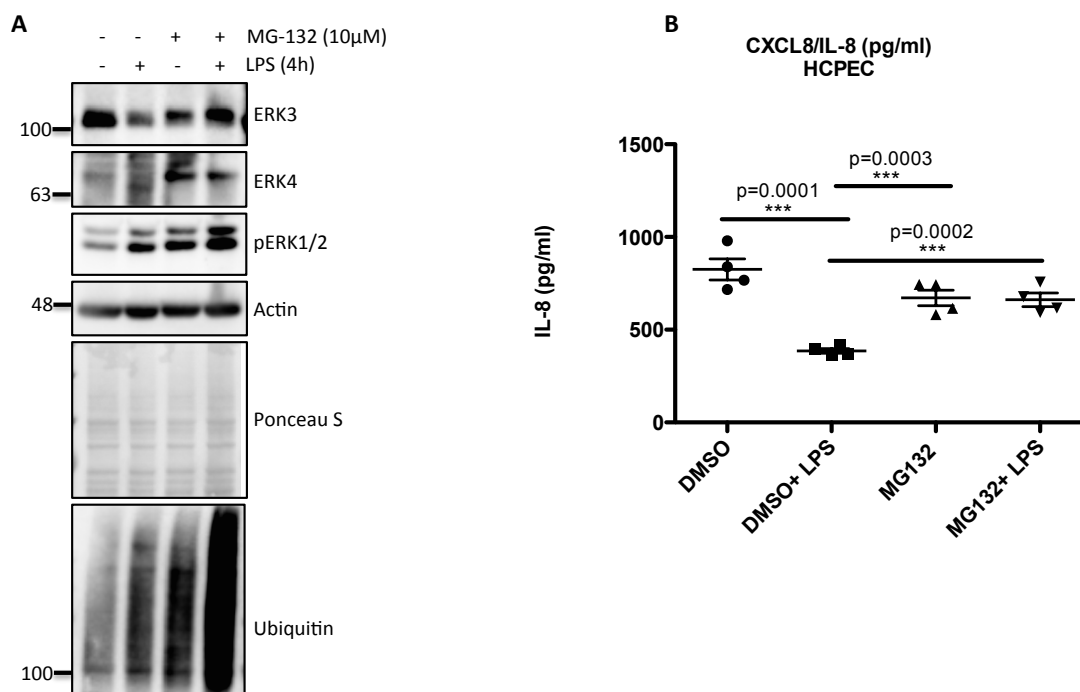 A
- - + + MG-132 (10µM)
- + - + LPS (4h)
ERK3
100
ERK4
63
pERK1/2
48
Actin
Ponceau S
Ubiquitin
100
B
CXCL8/IL-8 (pg/ml)
HCPEC
IL-8 (pg/ml)
1500
1000
500
0
p=0.0003
***
p=0.0001
***
p=0.0002
***
DMSO
DMSO+ LPS
MG132
MG132+ LPS